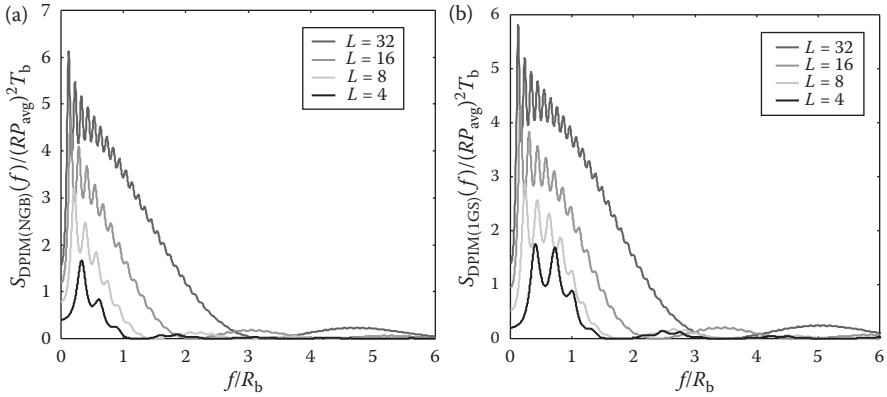 (a)
7
6
5
4
3
2
1
0
S_DPIM(NGB)(f)/(RP_avg)²T_b
L = 32
L = 16
L = 8
L = 4
0 1 2 3 4 5 6
f/R_b
(b)
6
5
4
3
2
1
0
S_DPIM(1GS)(f)/(RP_avg)²T_b
L = 32
L = 16
L = 8
L = 4
0 1 2 3 4 5 6
f/R_b